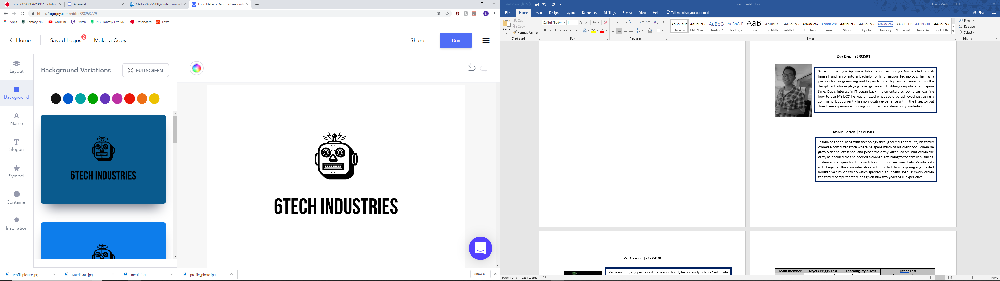 Topic: COSC2196/CPT110 - Intro
#general
Mail - s3775633@student.rmit.e
Logo Maker - Design a Free Cust
https://logojoy.com/editor/28253779
Apps
Fantasy NRL
YouTube
Twitch
NRL Fantasy Live M...
Dashboard
Foxtel
Home
Saved Logos
2
Make a Copy
Share
Buy
Layout
Background
Name
Slogan
Symbol
Container
Inspiration
Background Variations
FULLSCREEN
6TECH INDUSTRIES
6TECH INDUSTRIES
Profilepicture.jpg
MardiGras.jpg
mepic.jpg
profile_photo.jpg
Show all
AutoSave
Off
Team profile.docx
Lewis Martin
File
Home
Insert
Design
Layout
References
Mailings
Review
View
Help
Tell me what you want to do
Share
Paste
Cut
Copy
Format Painter
Clipboard
Calibri (Body)
11
Font
Paragraph
AaBbCcDc
¶ Normal
AaBbCcDc
¶ No Spac...
AaBbCc
Heading 1
AaBbCcD
Heading 2
AaB
Title
AaBbCcD
Subtitle
AaBbCcDc
Subtle Em...
AaBbCcDc
Emphasis
AaBbCcDc
Intense E...
AaBbCcDc
Strong
AaBbCcDc
Quote
AaBbCcDc
Intense Q...
AABBCCDD
Subtle Ref...
AABBCCDD
Intense Re...
AaBbCcDc
Book Title
Styles
Find
Replace
Select
Editing
Duy Diep | s3793504
Since completing a Diploma in Information Technology Duy decided to push
himself and enrol into a Bachelor of Information Technology, he has a
passion for programming and hopes to one day land a career within the
discipline. He loves playing video games and building computers in his spare
time. Duy's interest in IT began back in elementary school, after learning
how to use MS-DOS he was amazed what could be achieved just using a
command. Duy currently has no industry experience within the IT sector but
does have experience building computers and developing websites.
Joshua Barton | s3793503
Joshua has been living with technology throughout his entire life, his family
owned a computer store where he spent much of his childhood. When he
grew older he left school and joined the army, after 6 years stint within the
army he decided that he needed a change, returning to the family business.
Joshua enjoys spending time with his son is his free time. Joshua's interests
in IT began at the computer store with his dad, from a young age his dad
would give him jobs to do which sparked his curiosity. Joshua's work within
the family computer store has given him two years of IT experience.
Zac Gearing | s3795070
Zac is an outgoing person with a passion for IT, he currently holds a Certificate
Team member
Myers-Briggs Test
Learning Style Test
Other Test
Page 1 of 8
2234 words
100%